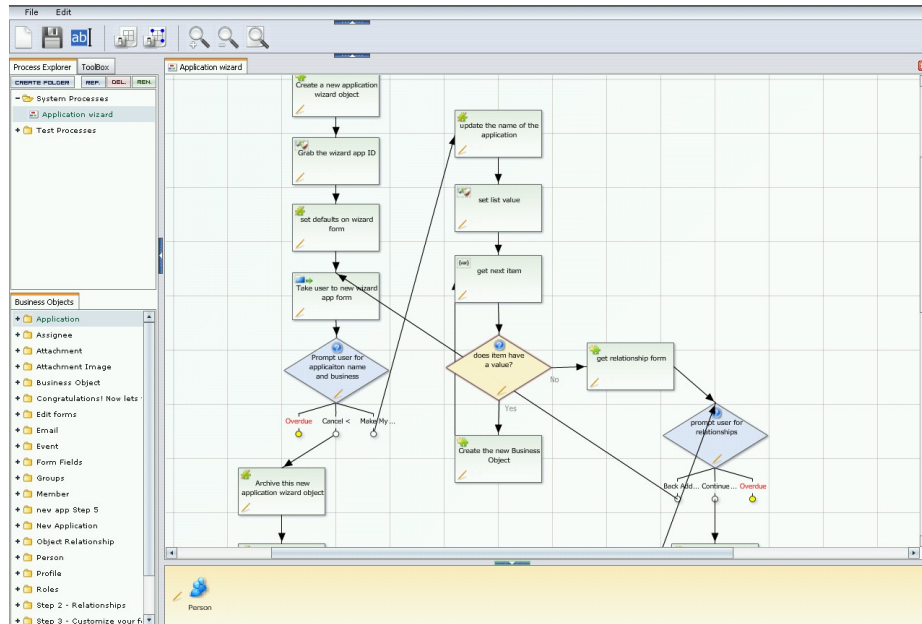 File Edit
ab
Process Explorer ToolBox
CREATE FOLDER REP. DEL. REN.
System Processes
Application wizard
Test Processes
Business Objects
Application
Assignee
Attachment
Attachment Image
Business Object
Congratulations! Now lets
Edit forms
Email
Event
Form Fields
Groups
Member
new app Step 5
New Application
Object Relationship
Person
Profile
Roles
Step 2 - Relationships
Step 3 - Customize your f
Application wizard
Create a new application
wizard object
Grab the wizard app ID
set defaults on wizard
form
Take user to new wizard
app form
Prompt user for
applicaiton name
and business
Overdue Cancel < Make My ...
Archive this new
application wizard object
update the name of the
application
set list value
get next item
does item have
a value?
No
Yes
Create the new Business
Object
get relationship form
prompt user for
relationships
Back Add... Continue ... Overdue
Person